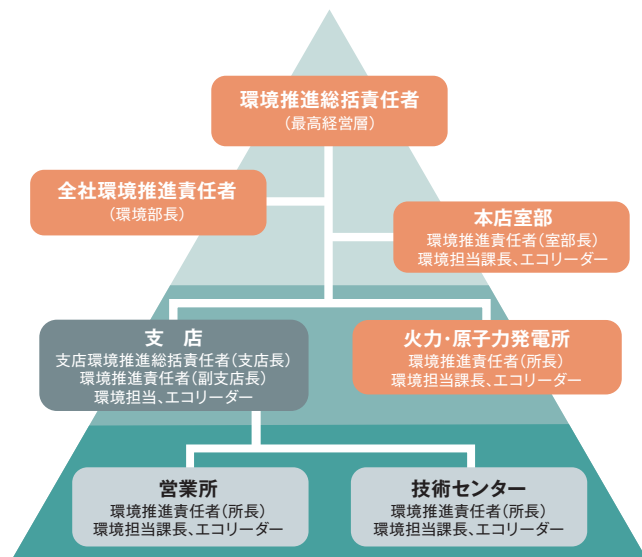 環境推進総括責任者
(最高経営層)
全社環境推進責任者
(環境部長)
本店室部
環境推進責任者(室部長)
環境担当課長、エコリーダー
支 店
支店環境推進総括責任者(支店長)
環境推進責任者(副支店長)
環境担当、エコリーダー
火力・原子力発電所
環境推進責任者(所長)
環境担当課長、エコリーダー
営業所
環境推進責任者(所長)
環境担当課長、エコリーダー
技術センター
環境推進責任者(所長)
環境担当課長、エコリーダー